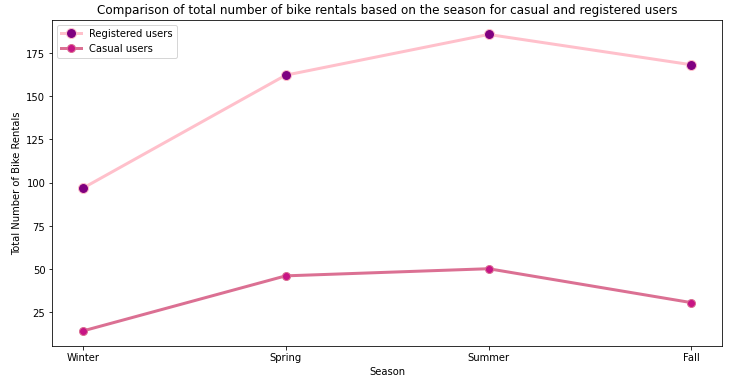 Comparison of total number of bike rentals based on the season for casual and registered users
Registered users
Casual users
Total Number of Bike Rentals
175
150
125
100
75
50
25
Winter
Spring
Summer
Fall
Season